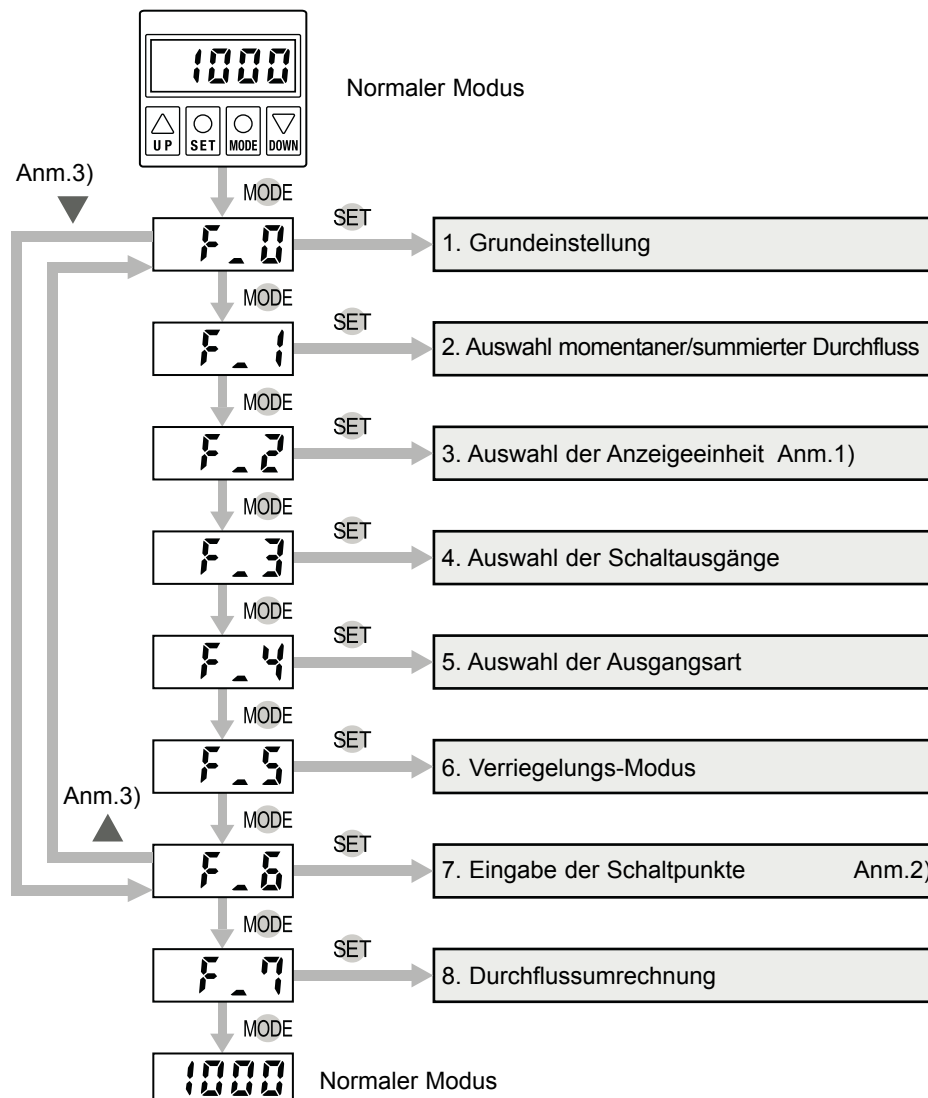 1000
UP SET MODE DOWN
Normaler Modus
Anm.3)
MODE
F_0
SET
1. Grundeinstellung
MODE
F_1
SET
2. Auswahl momentaner/summierter Durchfluss
MODE
F_2
SET
3. Auswahl der Anzeigeeinheit Anm.1)
MODE
F_3
SET
4. Auswahl der Schaltausgänge
MODE
F_4
SET
5. Auswahl der Ausgangsart
MODE
F_5
SET
6. Verriegelungs-Modus
Anm.3)
MODE
F_6
SET
7. Eingabe der Schaltpunkte Anm.2)
MODE
F_7
SET
8. Durchflussumrechnung
MODE
1000
Normaler Modus